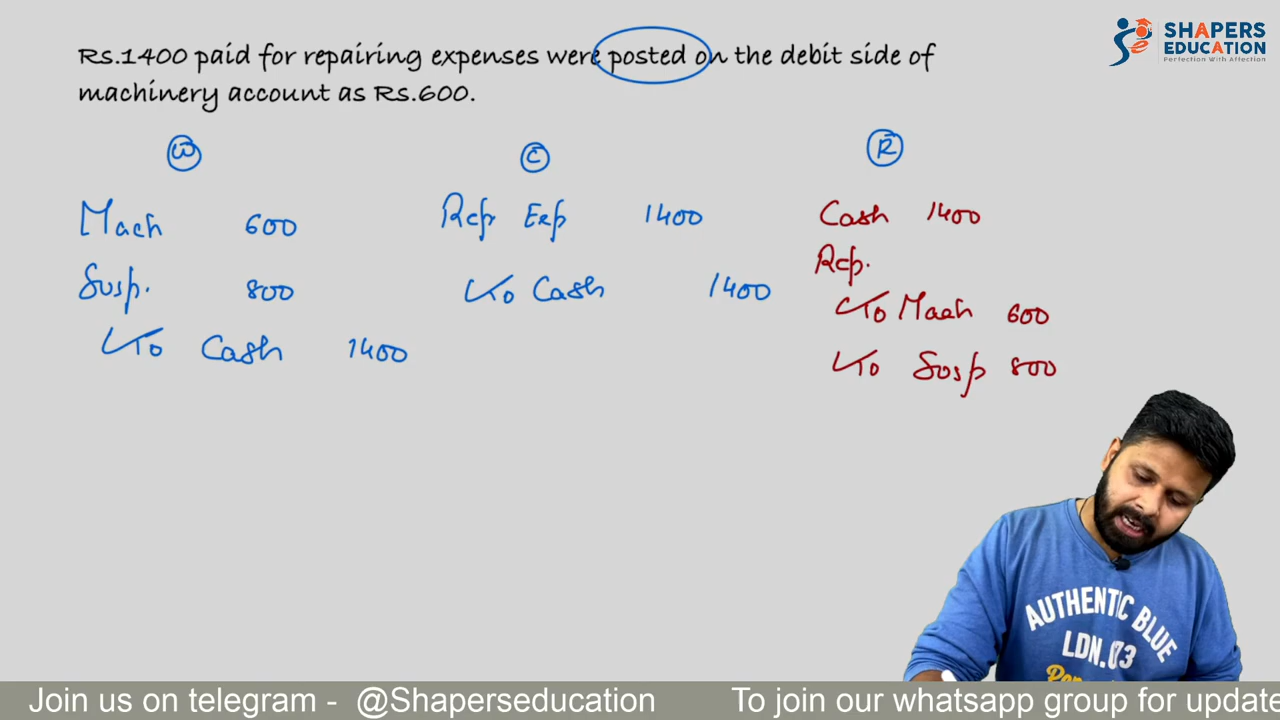 Rs.1400 paid for repairing expenses were posted on the debit side of
machinery account as Rs.600.
SHAPERS
EDUCATION
Perfection With Affection
W
Mach 600
Susp. 800
To Cash 1400
C
Rep Exp 1400
To Cash 1400
R
Cash 1400
Rep.
To Mach 600
To Susp 800
AUTHENTIC BLUE
LDN.03
Join us on telegram - @Shaperseducation
To join our whatsapp group for update